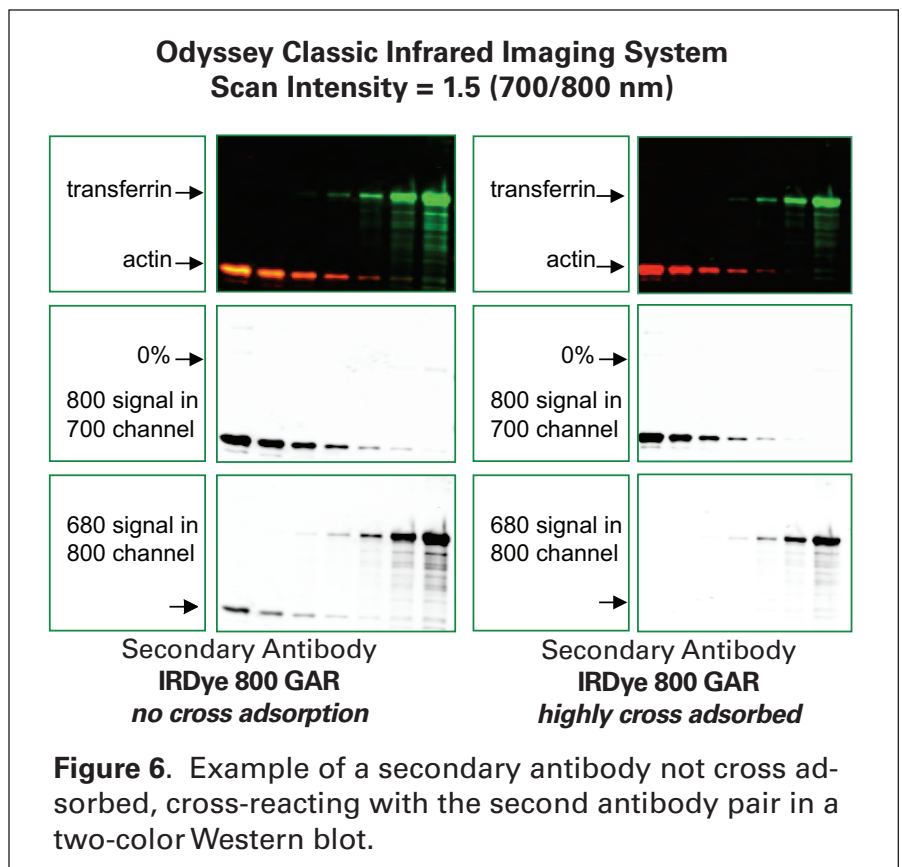 Odyssey Classic Infrared Imaging System
Scan Intensity = 1.5 (700/800 nm)
transferrin
actin
0%
800 signal in
700 channel
680 signal in
800 channel
Secondary Antibody
IRDye 800 GAR
no cross adsorption
transferrin
actin
0%
800 signal in
700 channel
680 signal in
800 channel
Secondary Antibody
IRDye 800 GAR
highly cross adsorbed
Figure 6. Example of a secondary antibody not cross ad-
sorbed, cross-reacting with the second antibody pair in a
two-color Western blot.